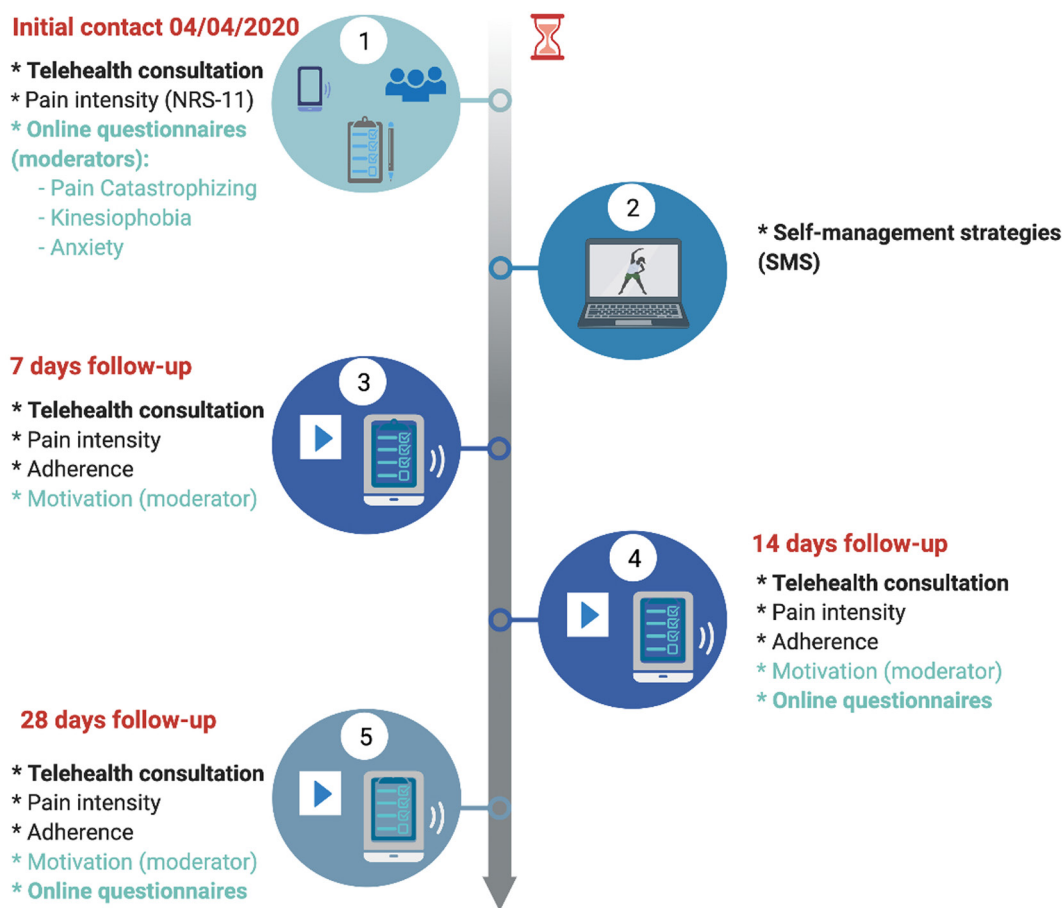 Initial contact 04/04/2020
1
* Telehealth consultation
* Pain intensity (NRS-11)
* Online questionnaires
(moderators):
- Pain Catastrophizing
- Kinesiophobia
- Anxiety
2
* Self-management strategies
(SMS)
7 days follow-up
3
* Telehealth consultation
* Pain intensity
* Adherence
* Motivation (moderator)
4
14 days follow-up
* Telehealth consultation
* Pain intensity
* Adherence
* Motivation (moderator)
* Online questionnaires
28 days follow-up
5
* Telehealth consultation
* Pain intensity
* Adherence
* Motivation (moderator)
* Online questionnaires